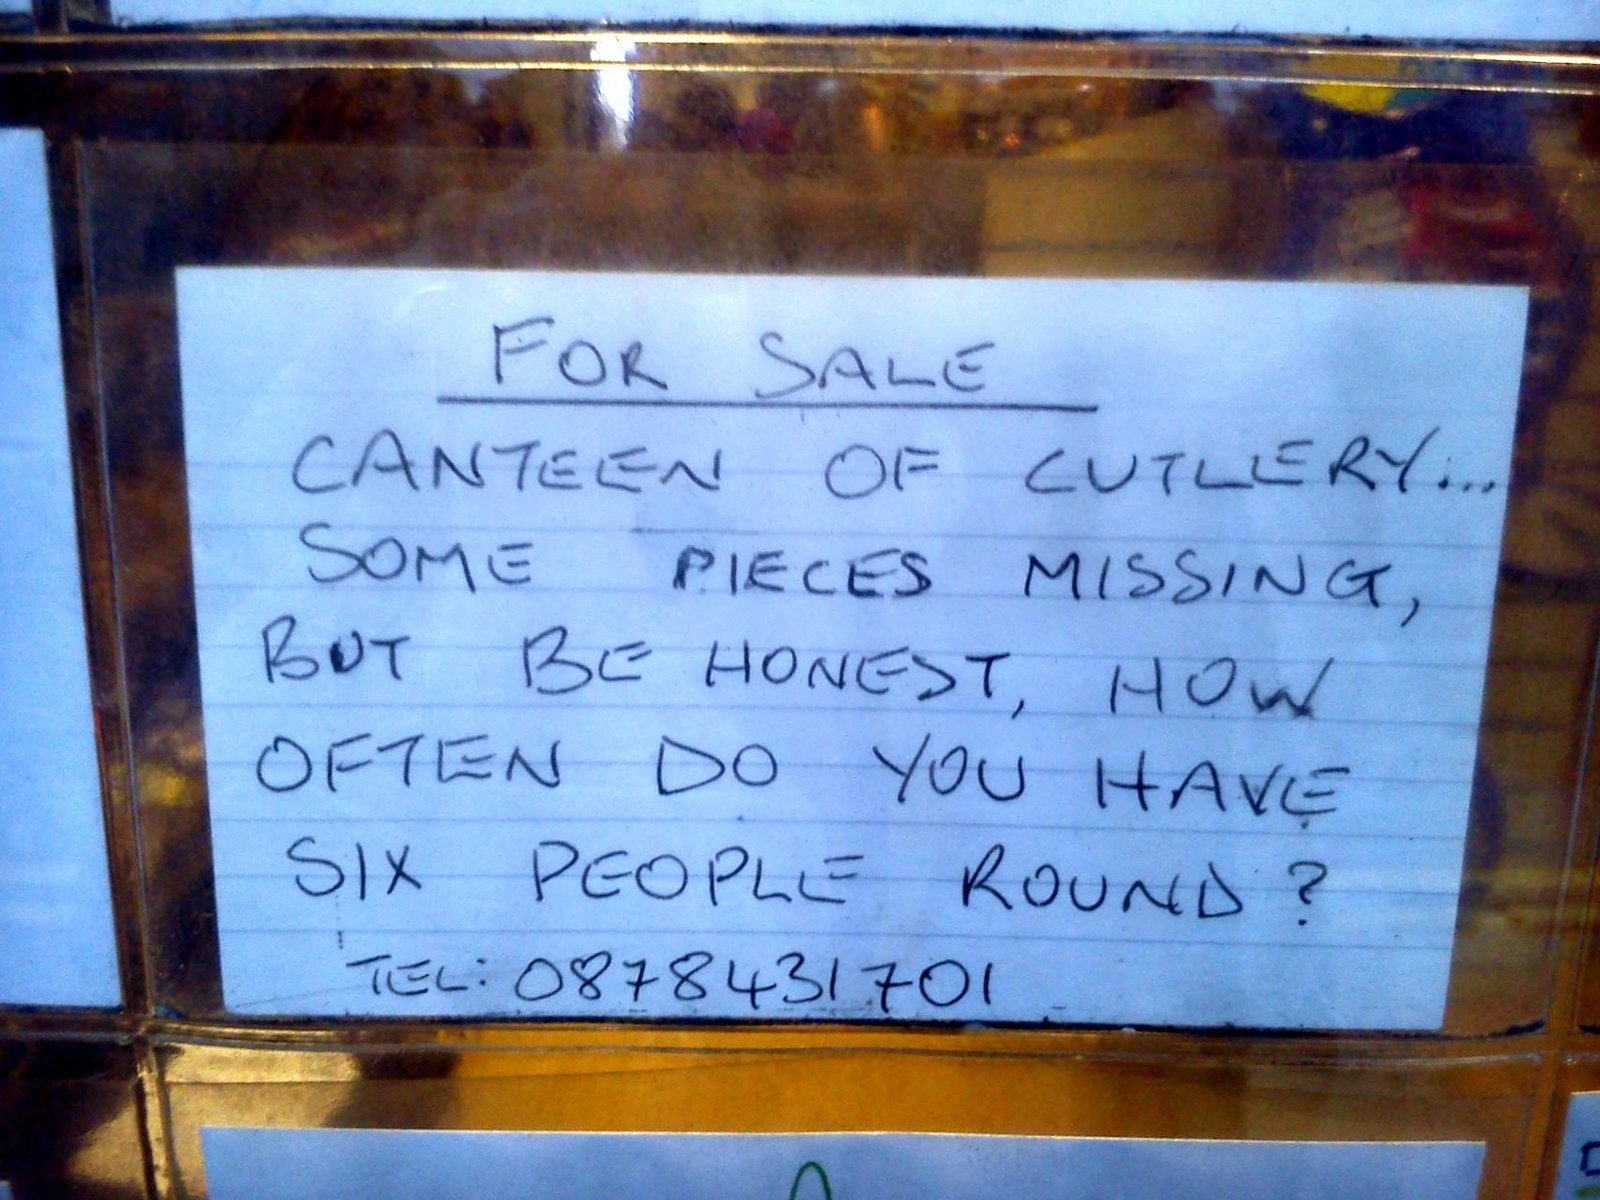 FOR SALE
CANTEEN OF CUTLERY...
SOME PIECES MISSING,
BUT BE HONEST, HOW
OFTEN DO YOU HAVE
SIX PEOPLE ROUND?
TEL: 0878431701